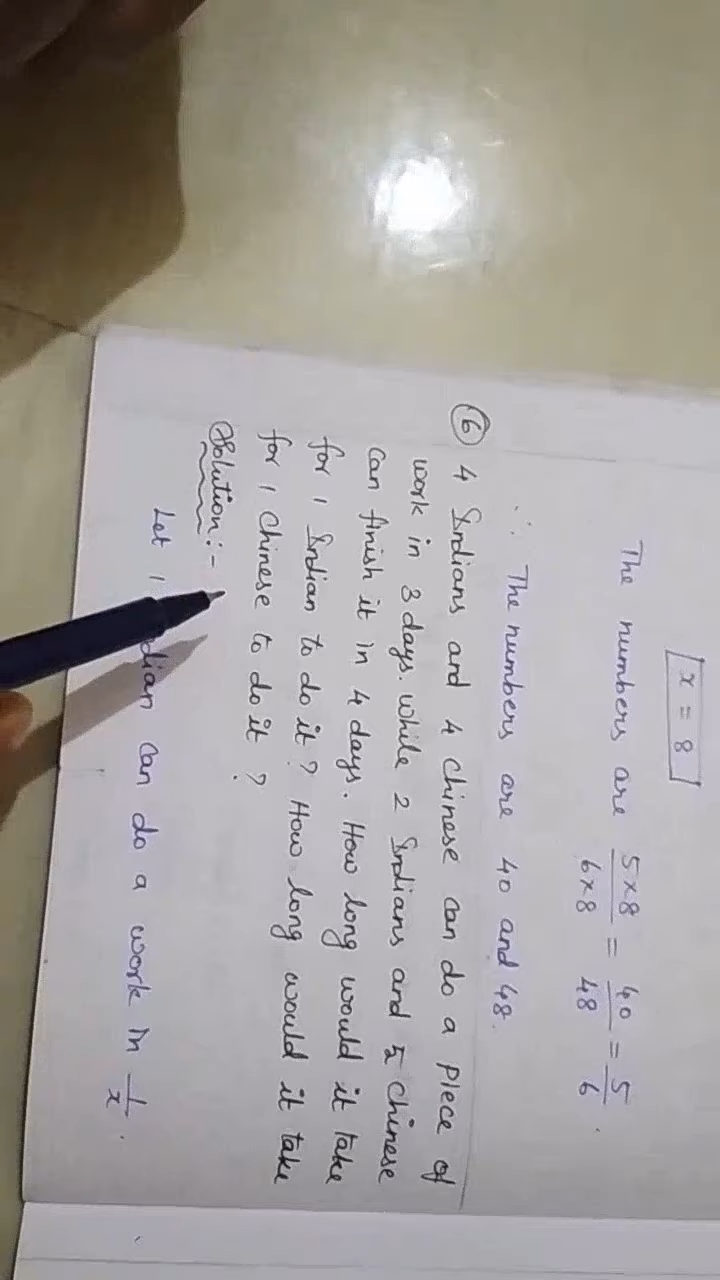 x = 8
The numbers are 5×8/6×8 = 40/48 = 5/6.
∴ The numbers are 40 and 48.
6 4 Indians and 4 Chinese can do a piece of
work in 3 days. while 2 Indians and 5 Chinese
can finish it in 4 days. How long would it take
for 1 Indian to do it? How long would it take
for 1 Chinese to do it?
Solution:-
Let 1 dian can do a work in 1/x.